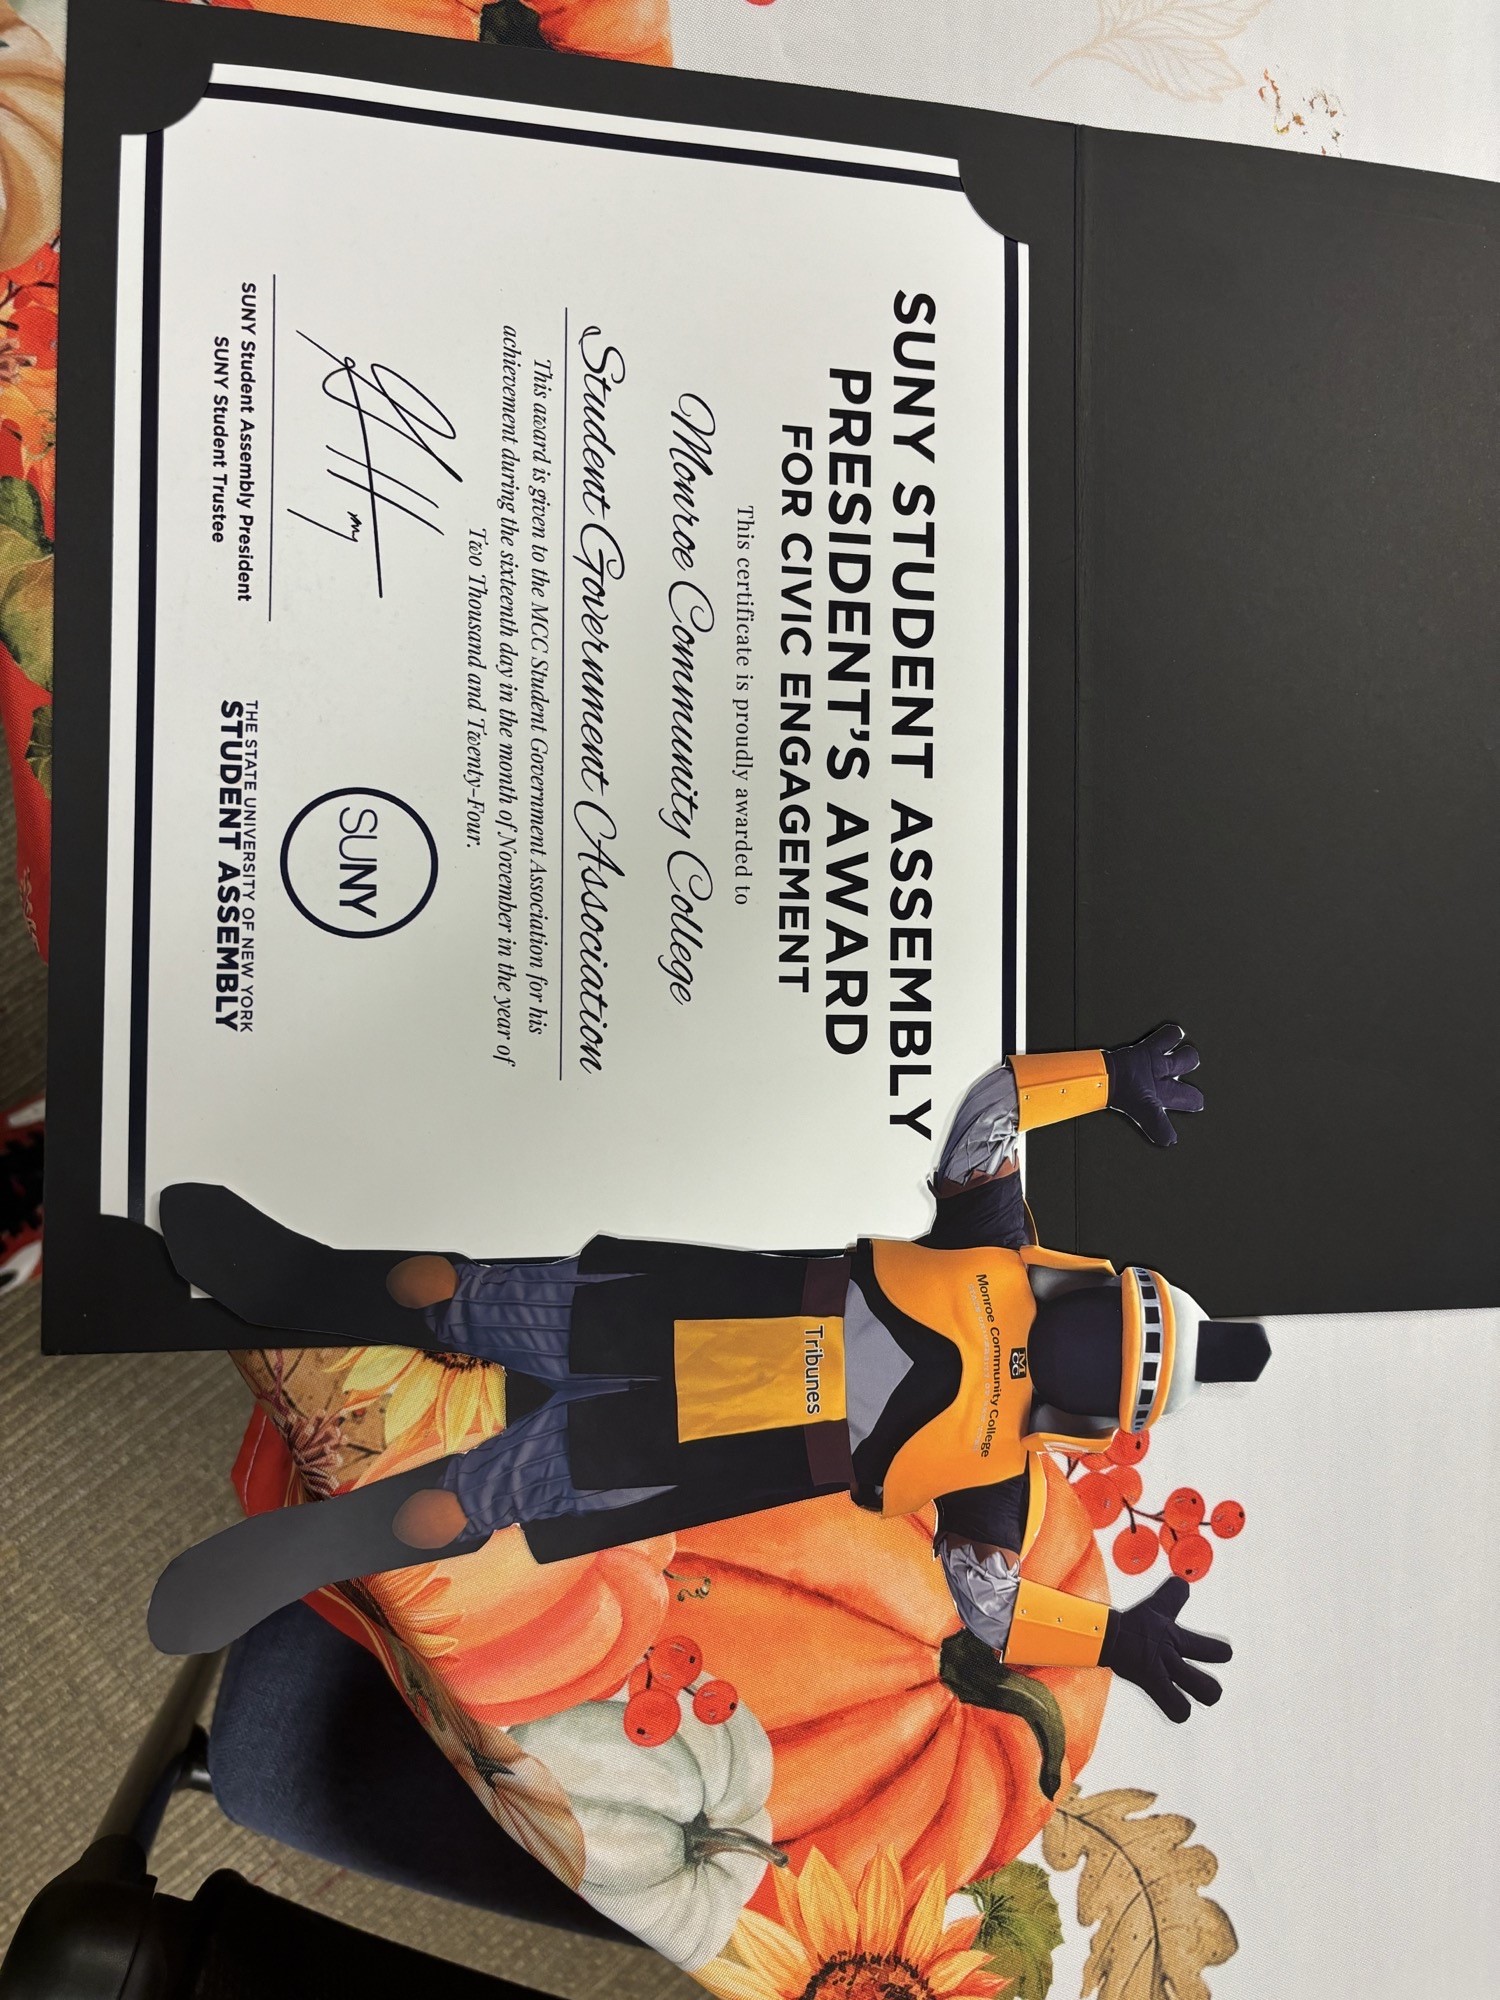 SUNY STUDENT ASSEMBLY
PRESIDENT'S AWARD
FOR CIVIC ENGAGEMENT
This certificate is proudly awarded to
Monroe Community College
Student Government Association
This award is given to the MCC Student Government Association for his
achievement during the sixteenth day in the month of November in the year of
Two Thousand and Twenty-Four.
SUNY Student Assembly President
SUNY Student Trustee
SUNY
THE STATE UNIVERSITY OF NEW YORK
STUDENT ASSEMBLY
MCC
Monroe Community College
Tribunes